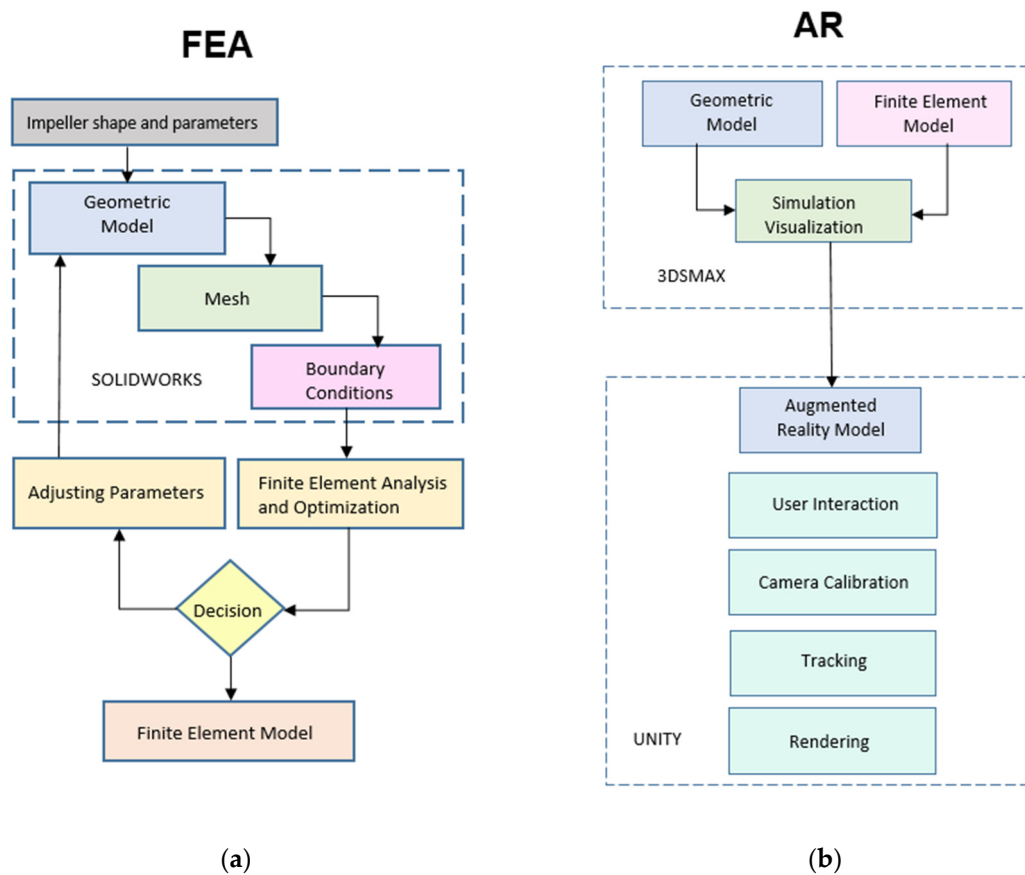 FEA
Impeller shape and parameters
Geometric
Model
Mesh
SOLIDWORKS
Boundary
Conditions
Adjusting Parameters
Finite Element Analysis
and Optimization
Decision
Finite Element Model
(a)
AR
Geometric
Model
Finite Element
Model
Simulation
Visualization
3DSMAX
Augmented
Reality Model
User Interaction
Camera Calibration
Tracking
UNITY
Rendering
(b)